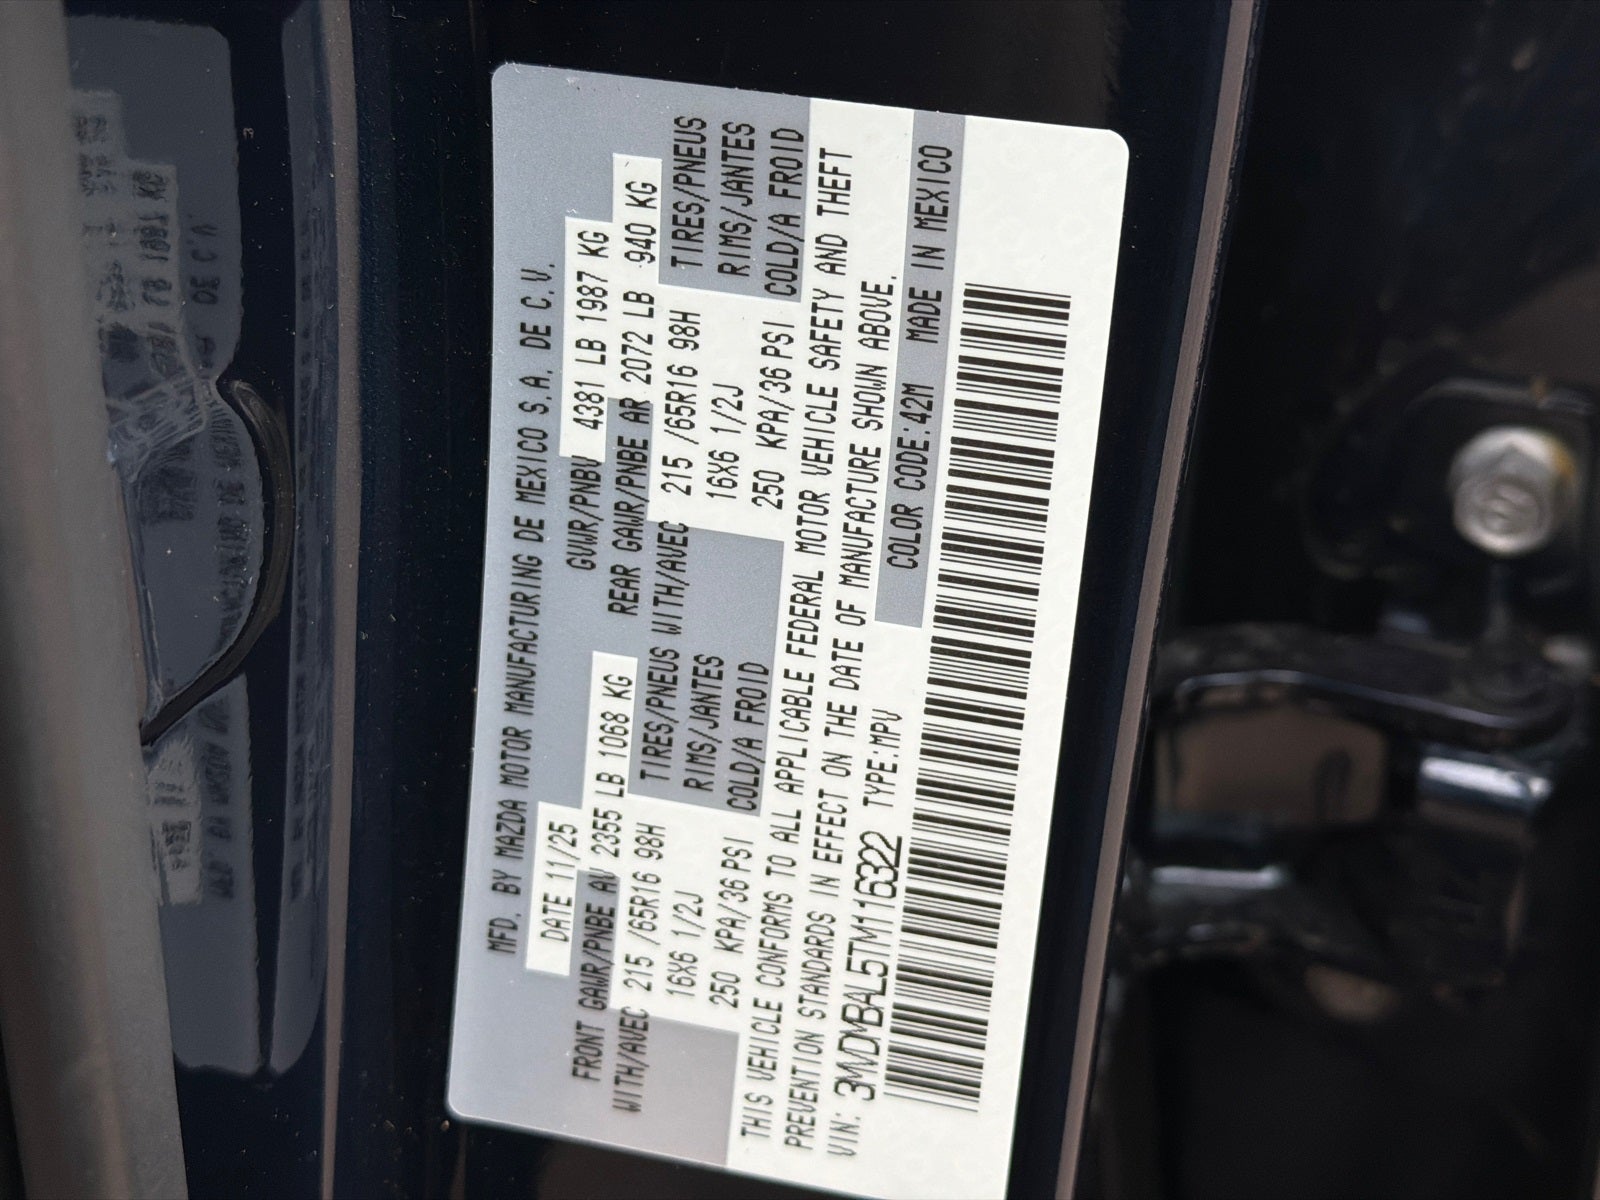 MFD. BY MAZDA MOTOR MANUFACTURING DE MEXICO S.A. DE C.V.
DATE 11/25 GVWR/PNBV 4381 LB 1987 KG
FRONT GAWR/PNBE AV 2355 LB 1068 KG REAR GAWR/PNBE AR 2072 LB 940 KG
WITH/AVEC 215 /65R16 98H TIRES/PNEUS WITH/AVEC 215 /65R16 98H TIRES/PNEUS
16X6 1/2J RIMS/JANTES 16X6 1/2J RIMS/JANTES
250 KPA/36 PSI COLD/A FROID 250 KPA/36 PSI COLD/A FROID
THIS VEHICLE CONFORMS TO ALL APPLICABLE FEDERAL MOTOR VEHICLE SAFETY AND THEFT
PREVENTION STANDARDS IN EFFECT ON THE DATE OF MANUFACTURE SHOWN ABOVE.
VIN: 3MVDMBAL5TM116322 TYPE:MPV COLOR CODE:42M MADE IN MEXICO